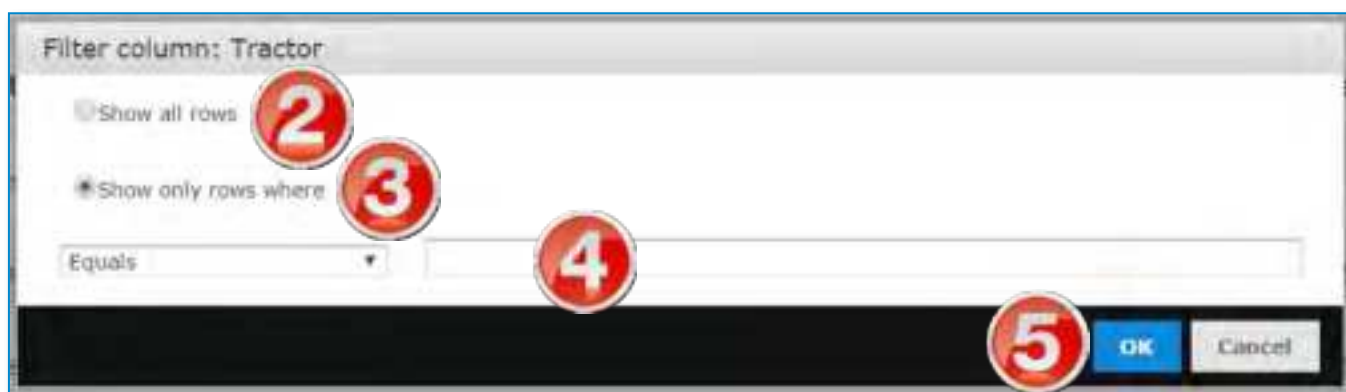 Filter column: Tractor
Show all rows 2
Show only rows where 3
Equals 4
5 OK Cancel